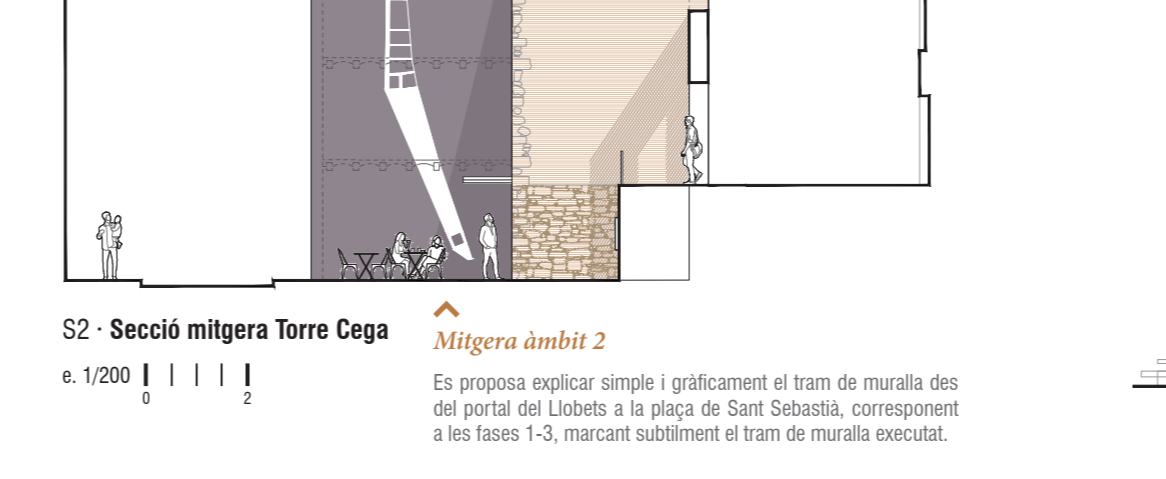 S2 · Secció mitgera Torre Cega
e. 1/200
0 2
Mitgera àmbit 2
Es proposa explicar simple i gràficament el tram de muralla des
del portal del Llobets a la plaça de Sant Sebastià, corresponent
a les fases 1-3, marcant subtilment el tram de muralla executat.